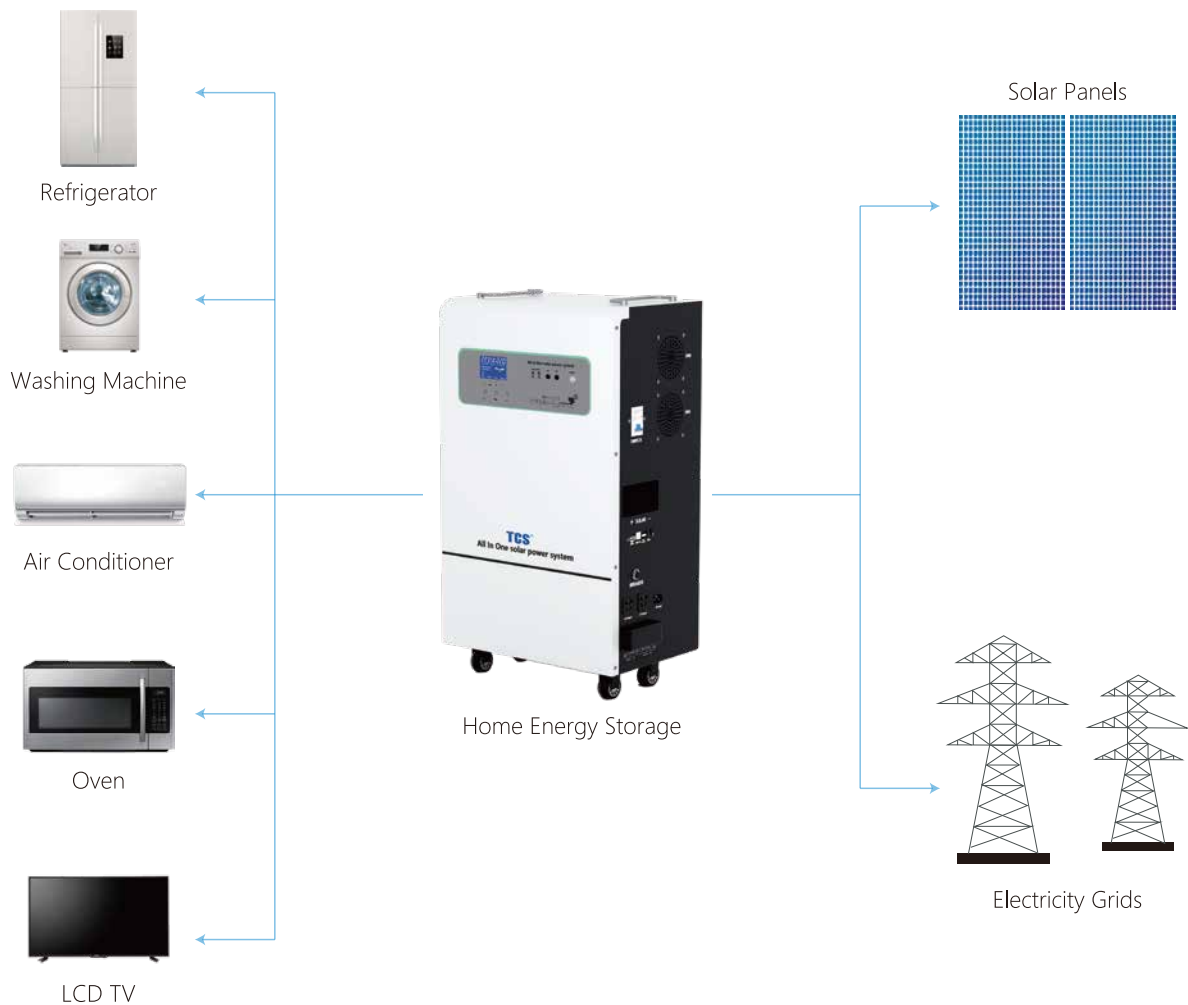 Refrigerator
Washing Machine
Air Conditioner
Oven
LCD TV
TCS
All In One solar power system
Home Energy Storage
Solar Panels
Electricity Grids